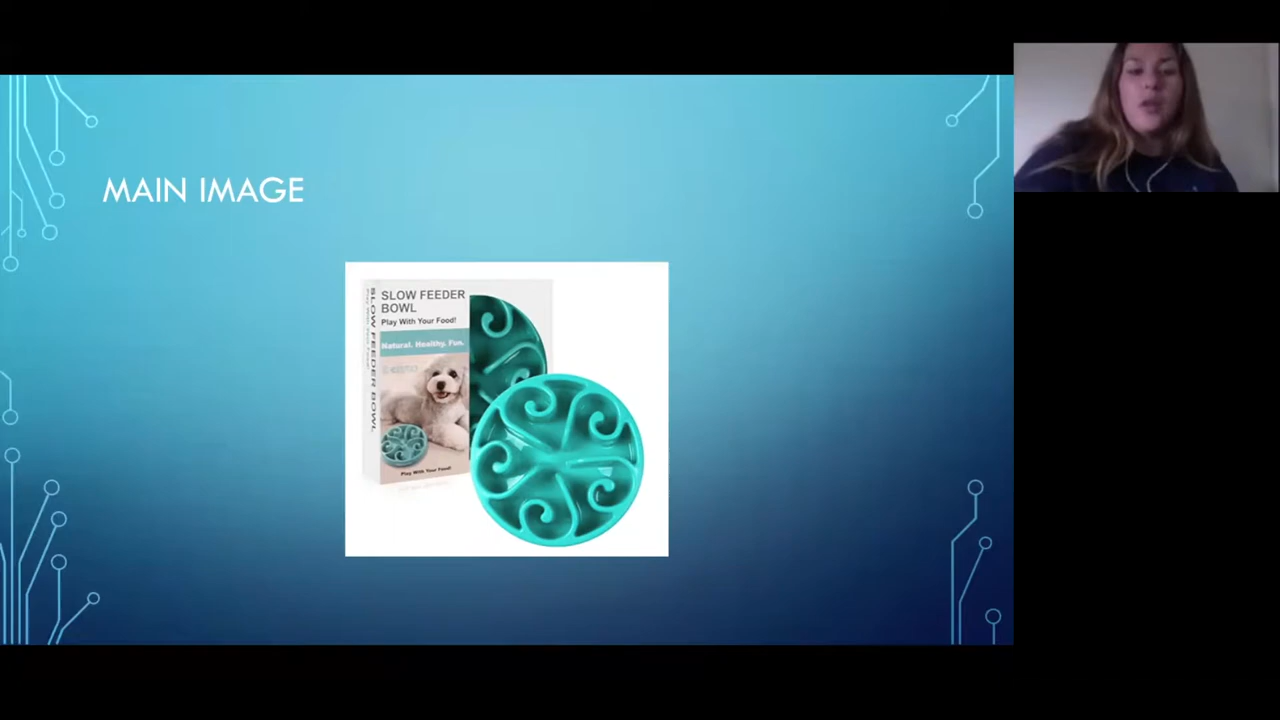 MAIN IMAGE
SLOW FEEDER
BOWL
Play With Your Food!
Natural. Healthy. Fun.
Play With Your Food!
SLOW FEEDER BOWL